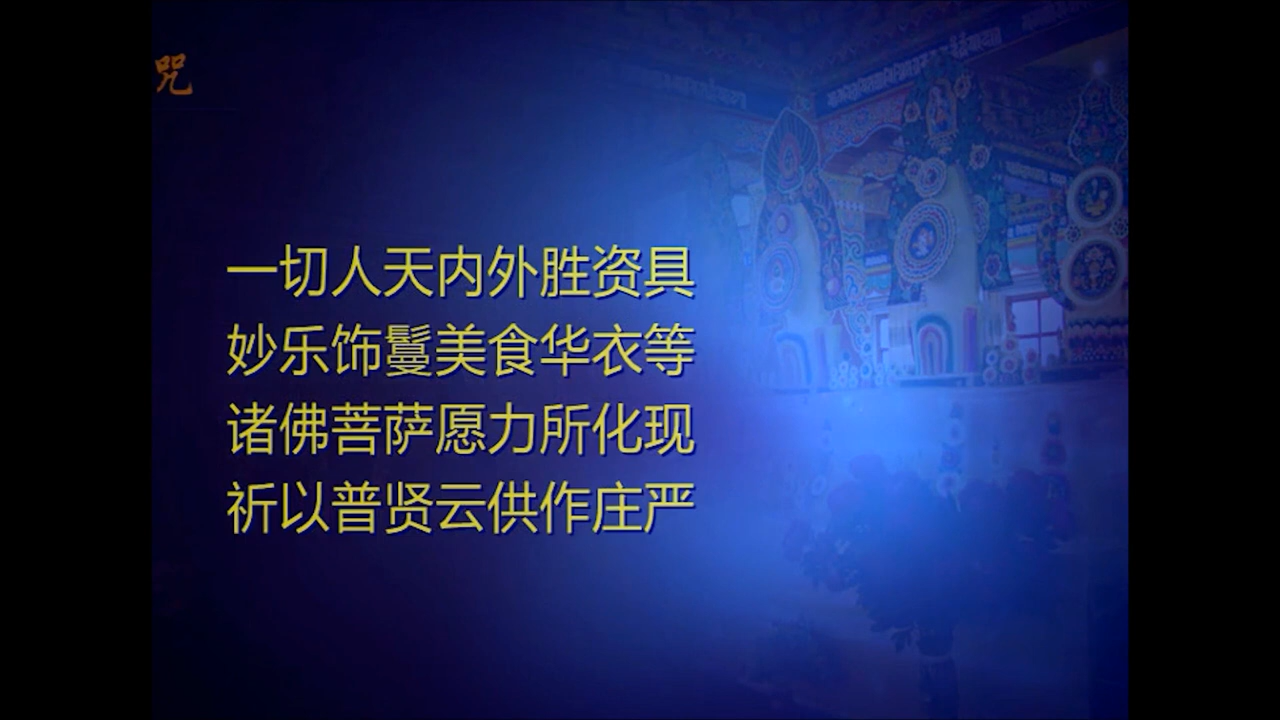 咒
一切人天内外胜资具
妙乐饰鬘美食华衣等
诸佛菩萨愿力所化现
祈以普贤云供作庄严